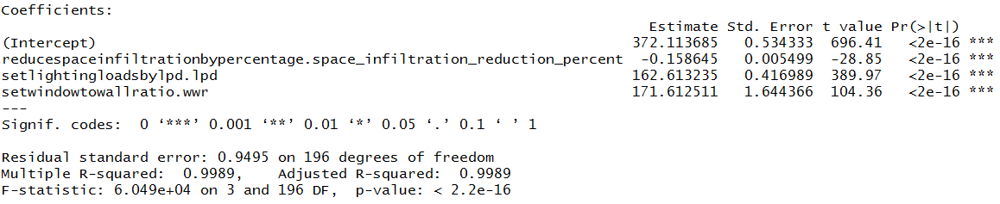 Coefficients:
Estimate Std. Error t value Pr(>|t|)
(Intercept) 372.113685 0.534333 696.41 <2e-16 ***
reducespaceinfiltrationbypercentage.space_infiltration_reduction_percent -0.158645 0.005499 -28.85 <2e-16 ***
setlightingloadsbylpd.lpd 162.613235 0.416989 389.97 <2e-16 ***
setwindowtowallratio.wwr 171.612511 1.644366 104.36 <2e-16 ***
---
Signif. codes:  0 ‘***’ 0.001 ‘**’ 0.01 ‘*’ 0.05 ‘.’ 0.1 ‘ ’ 1
Residual standard error: 0.9495 on 196 degrees of freedom
Multiple R-squared:  0.9989,    Adjusted R-squared:  0.9989
F-statistic: 6.049e+04 on 3 and 196 DF,  p-value: < 2.2e-16